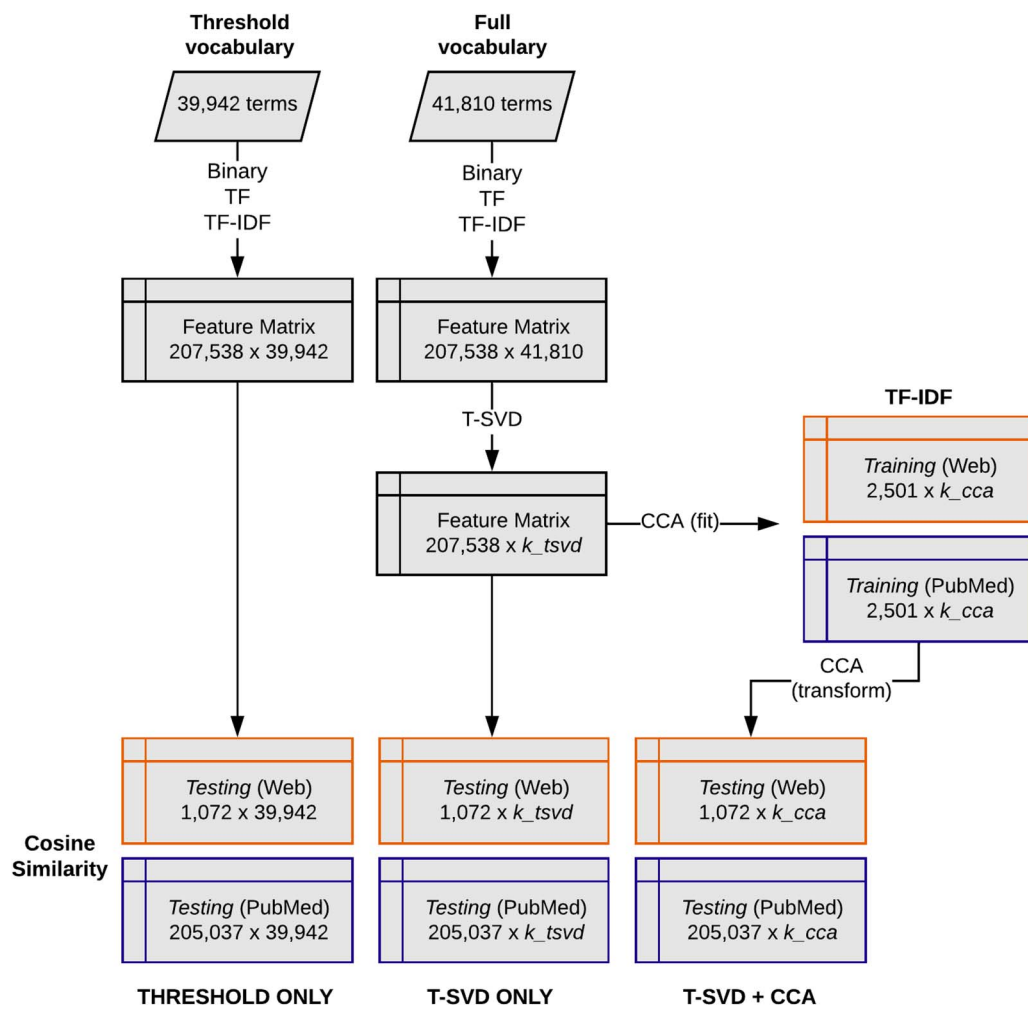 Threshold
vocabulary
Full
vocabulary
39,942 terms
41,810 terms
Binary
TF
TF-IDF
Binary
TF
TF-IDF
Feature Matrix
207,538 x 39,942
Feature Matrix
207,538 x 41,810
T-SVD
TF-IDF
Training (Web)
2,501 x k_cca
Feature Matrix
207,538 x k_tsvd
CCA (fit)
Training (PubMed)
2,501 x k_cca
CCA
(transform)
Testing (Web)
1,072 x 39,942
Testing (Web)
1,072 x k_tsvd
Testing (Web)
1,072 x k_cca
Cosine
Similarity
Testing (PubMed)
205,037 x 39,942
Testing (PubMed)
205,037 x k_tsvd
Testing (PubMed)
205,037 x k_cca
THRESHOLD ONLY
T-SVD ONLY
T-SVD + CCA